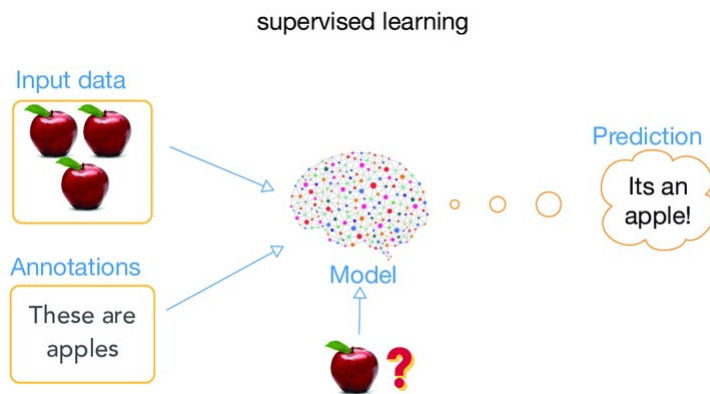 supervised learning
Input data
Prediction
Its an
apple!
Annotations
These are
apples
Model
?